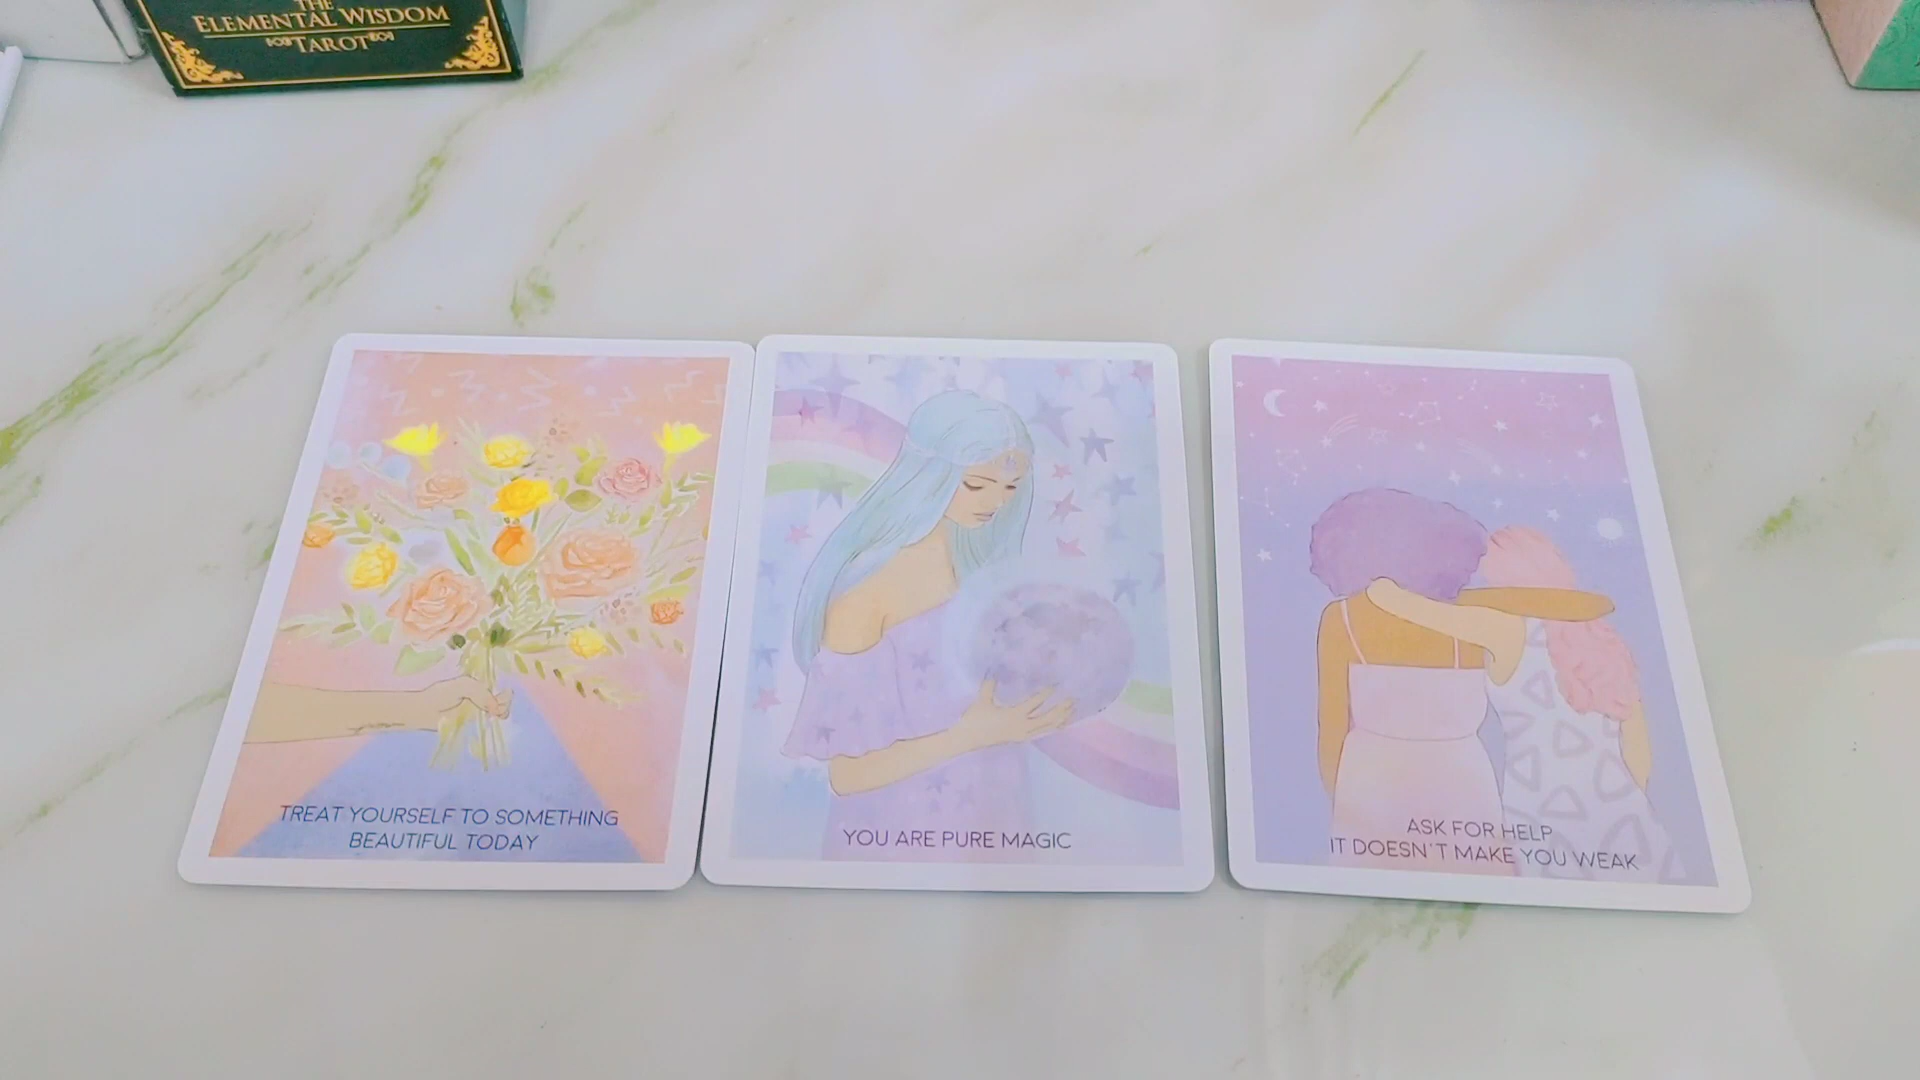 THE
ELEMENTAL WISDOM
TAROT
TREAT YOURSELF TO SOMETHING
BEAUTIFUL TODAY
YOU ARE PURE MAGIC
ASK FOR HELP
IT DOESN'T MAKE YOU WEAK